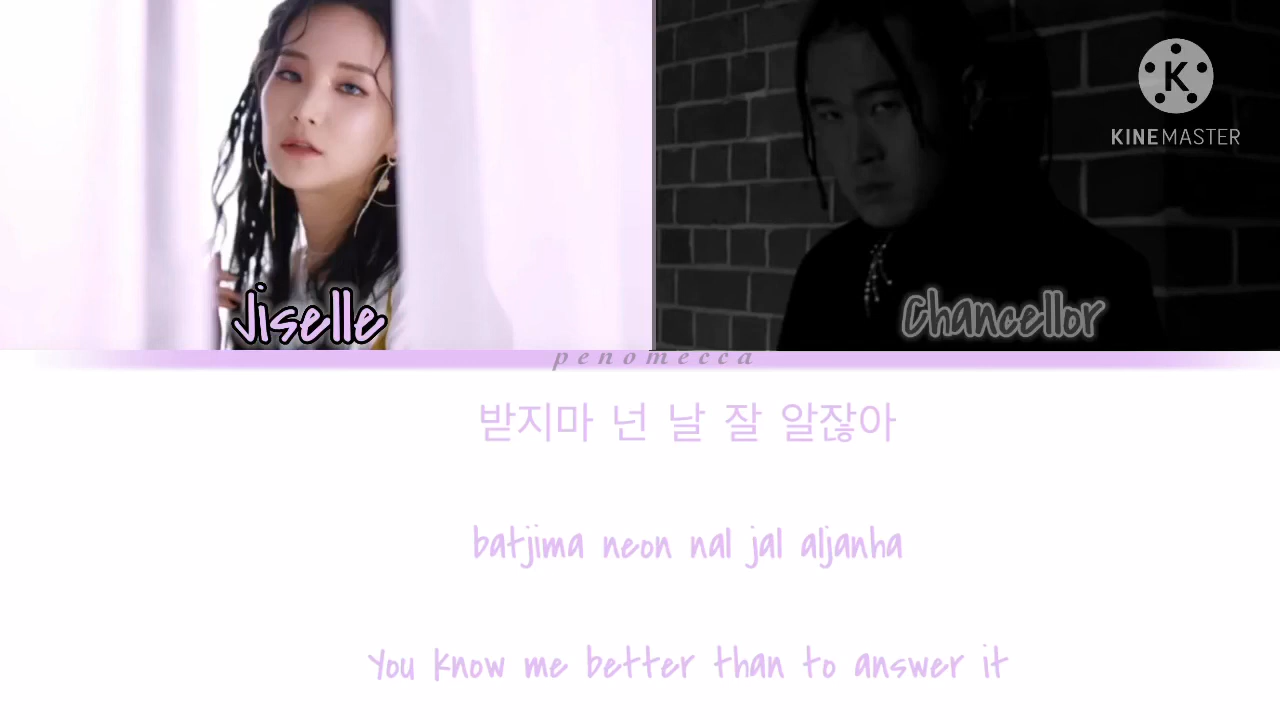 KINEMASTER
Jiselle
Chancellor
penomecca
받지마 넌 날 잘 알잖아
batjima neon nal jal aljanha
You know me better than to answer it